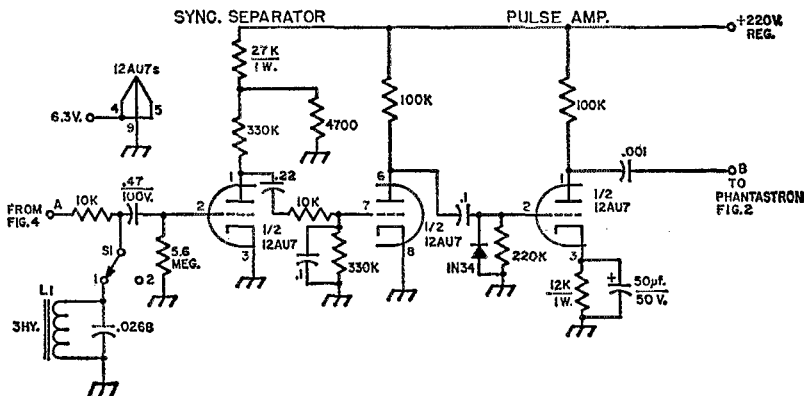 SYNC. SEPARATOR
PULSE AMP.
+220V.
REG.
27K
1W.
12AU7s
4
5
9
6.3V.
330K
4700
100K
100K
.001
B
TO
PHANTASTRON
FIG.2
A
FROM
FIG.4
10K
.47
100V.
1
2
.22
10K
1/2
12AU7
3
6
7
8
1/2
12AU7
.1
1
2
1/2
12AU7
3
S1
1
2
5.6
MEG.
.1
330K
1N34
220K
12K
1W.
+
50µf.
50V.
L1
3HY.
.0268